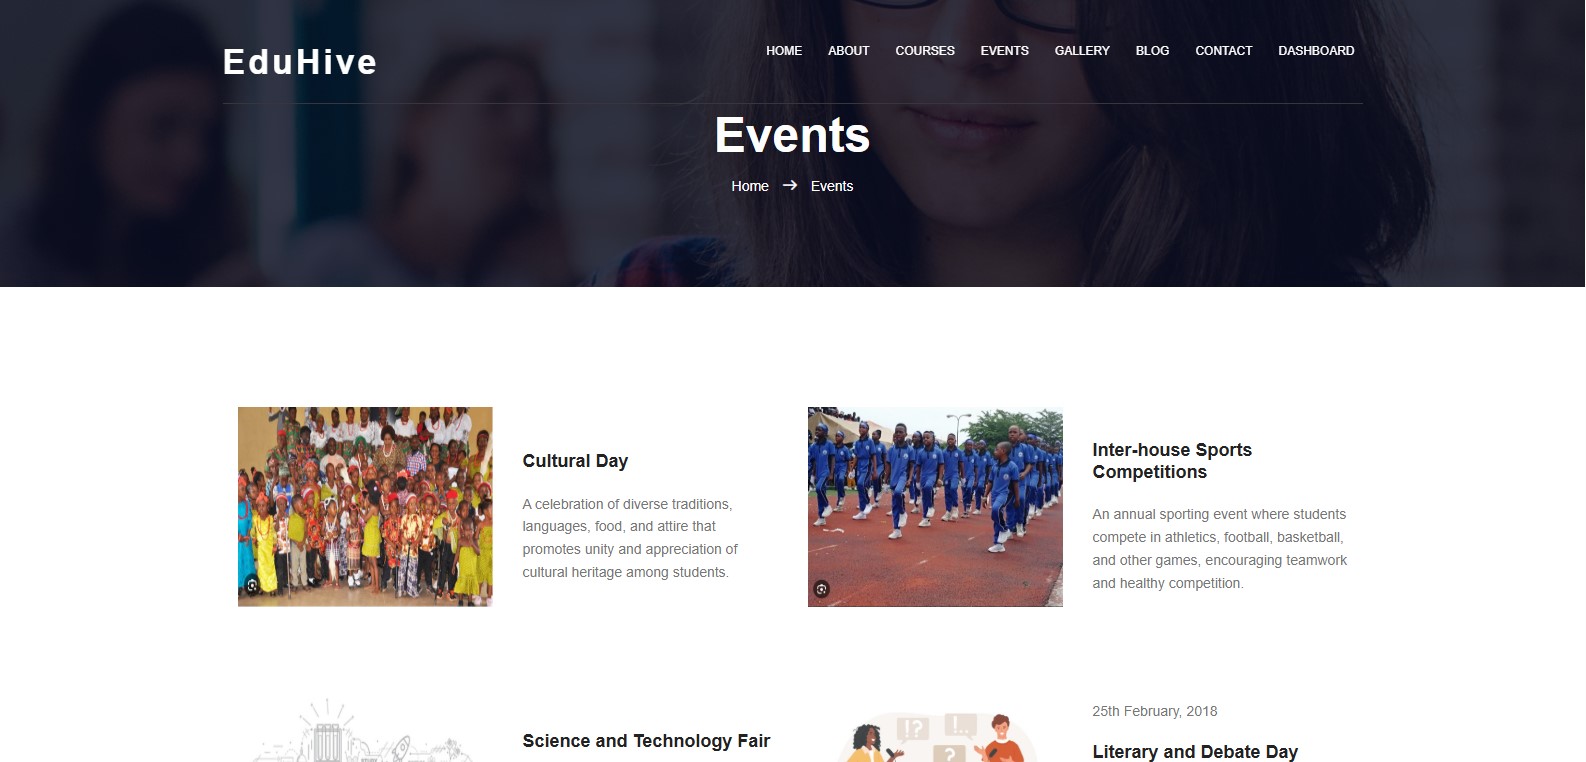 EduHive
HOME ABOUT COURSES EVENTS GALLERY BLOG CONTACT DASHBOARD
Events
Home → Events
Cultural Day
A celebration of diverse traditions,
languages, food, and attire that
promotes unity and appreciation of
cultural heritage among students.
Inter-house Sports
Competitions
An annual sporting event where students
compete in athletics, football, basketball,
and other games, encouraging teamwork
and healthy competition.
Science and Technology Fair
25th February, 2018
Literary and Debate Day
!?
!..
?